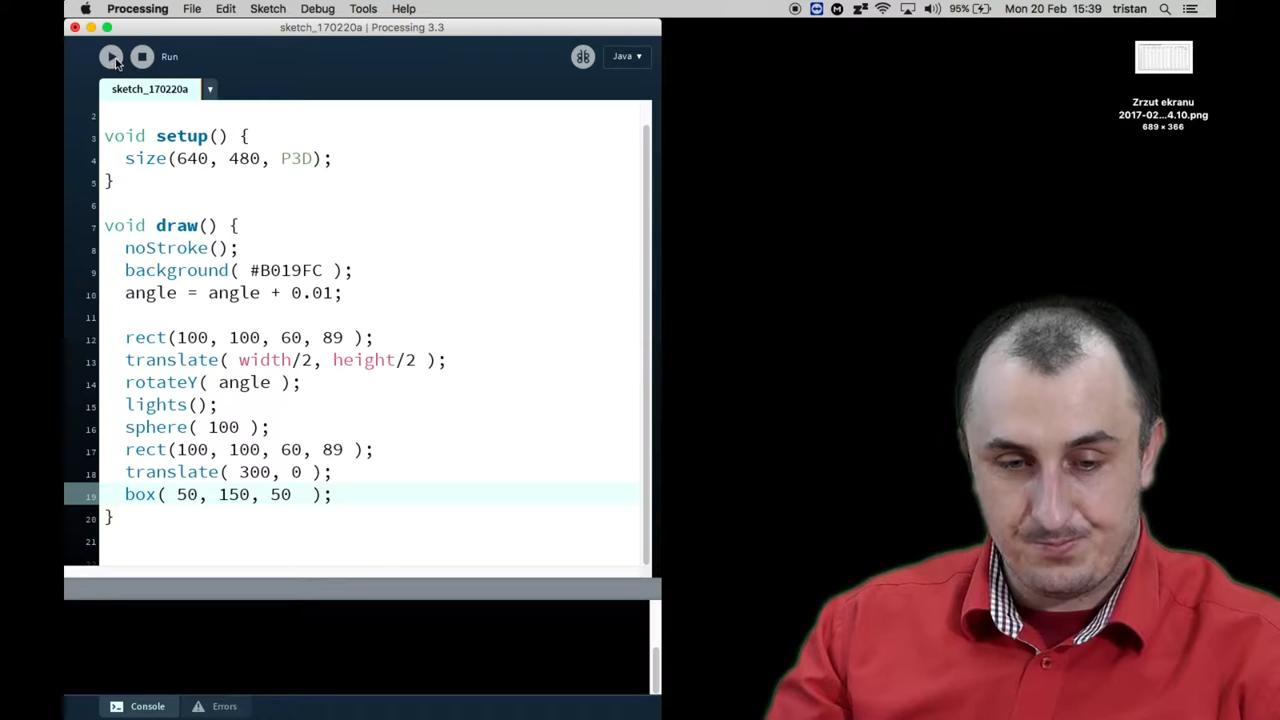 Processing File Edit Sketch Debug Tools Help 95% Mon 20 Feb 15:39 tristan
sketch_170220a | Processing 3.3
Run
Java ▾
sketch_170220a ▾
Zrzut ekranu
2017-02...4.10.png
689 × 366
2
3 void setup() {
4 size(640, 480, P3D);
5 }
6
7 void draw() {
8 noStroke();
9 background( #B019FC );
10 angle = angle + 0.01;
11
12 rect(100, 100, 60, 89 );
13 translate( width/2, height/2 );
14 rotateY( angle );
15 lights();
16 sphere( 100 );
17 rect(100, 100, 60, 89 );
18 translate( 300, 0 );
19 box( 50, 150, 50  );
20 }
21
Console Errors